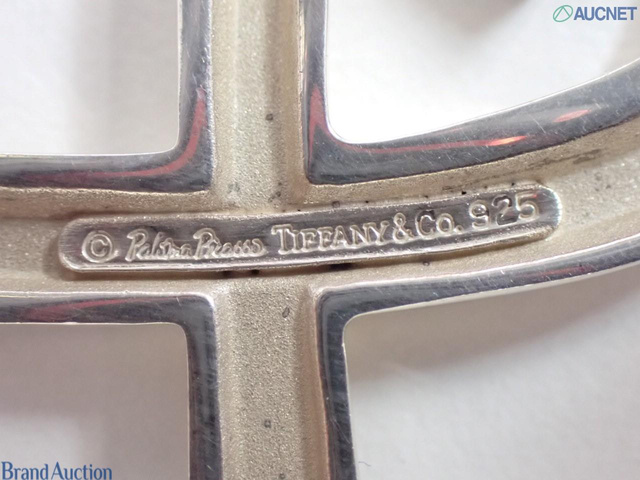 AUCNET
© Paloma Picasso TIFFANY & CO. 925
Brand Auction